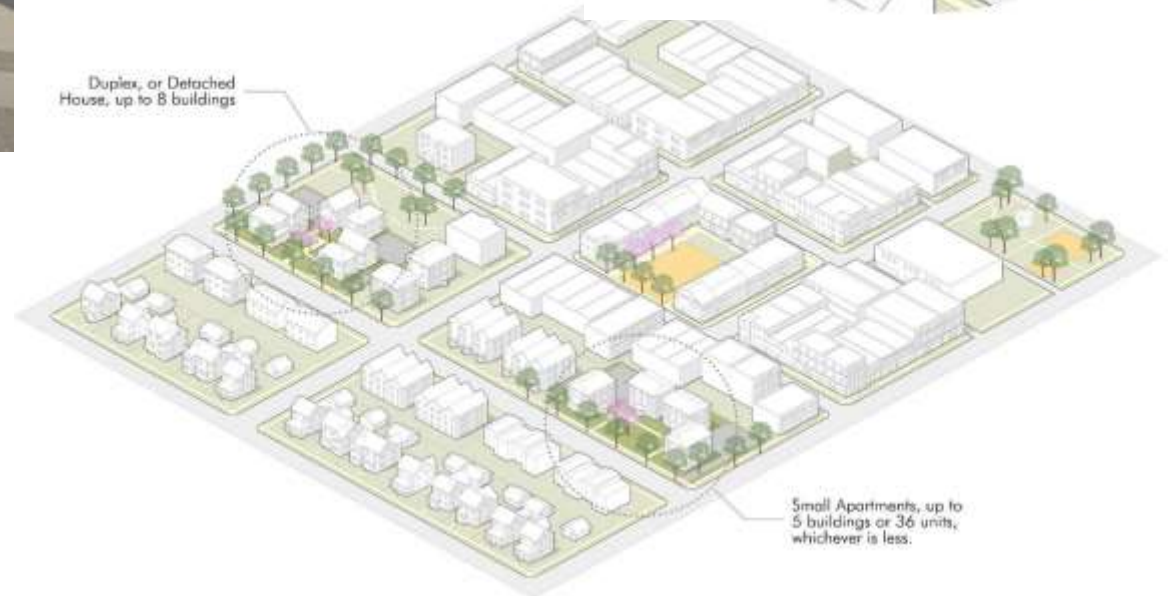 Duplex, or Detached
House, up to 8 buildings
Small Apartments, up to
5 buildings or 36 units,
whichever is less.